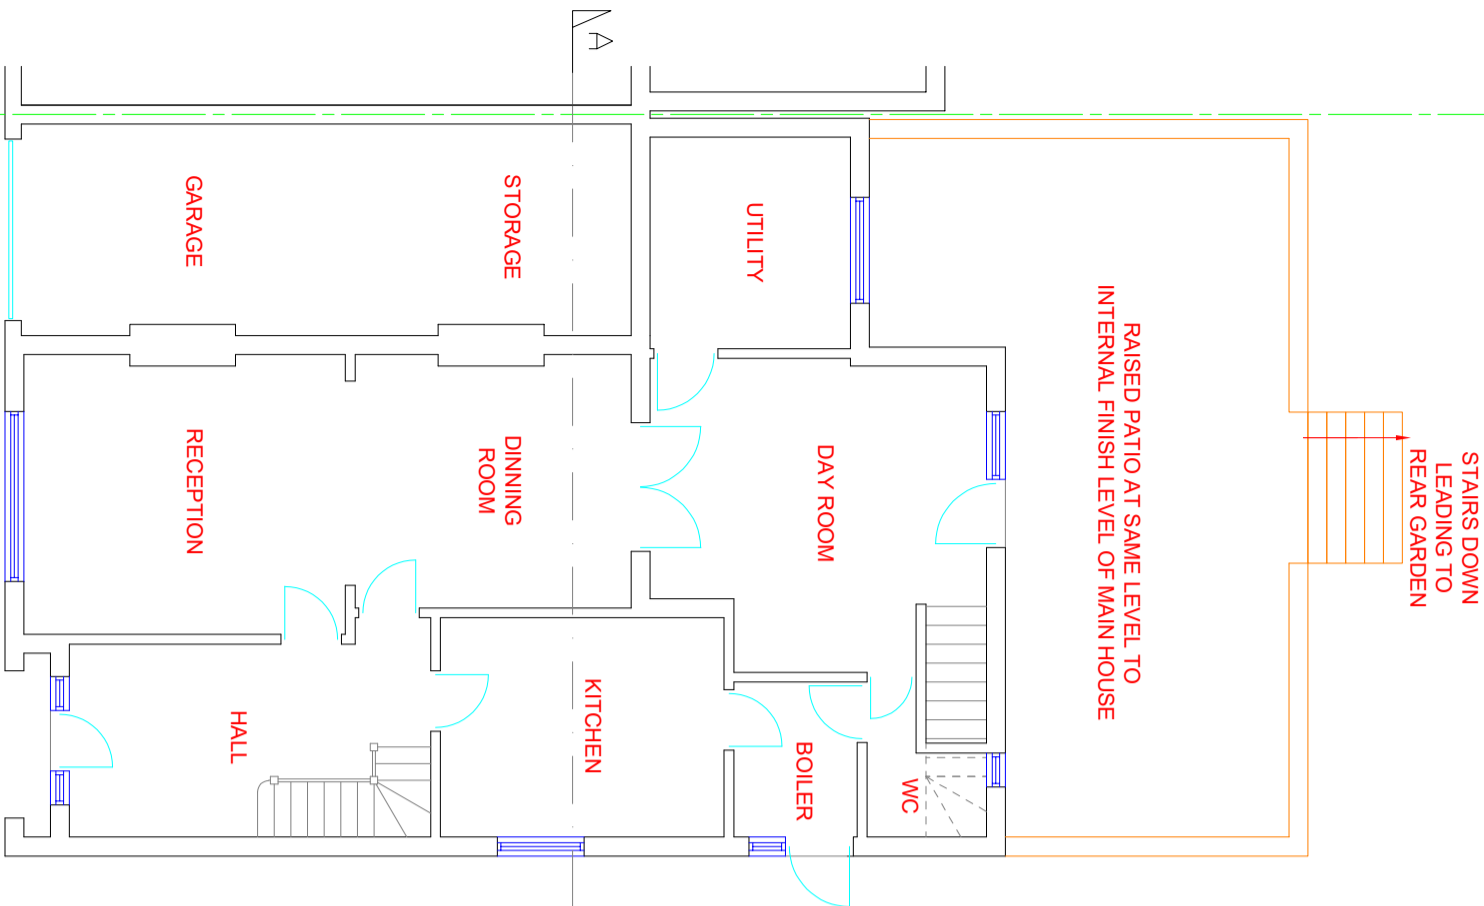 A
GARAGE
STORAGE
UTILITY
RAISED PATIO AT SAME LEVEL TO
INTERNAL FINISH LEVEL OF MAIN HOUSE
STAIRS DOWN
LEADING TO
REAR GARDEN
RECEPTION
DINNING
ROOM
DAY ROOM
HALL
KITCHEN
BOILER
WC